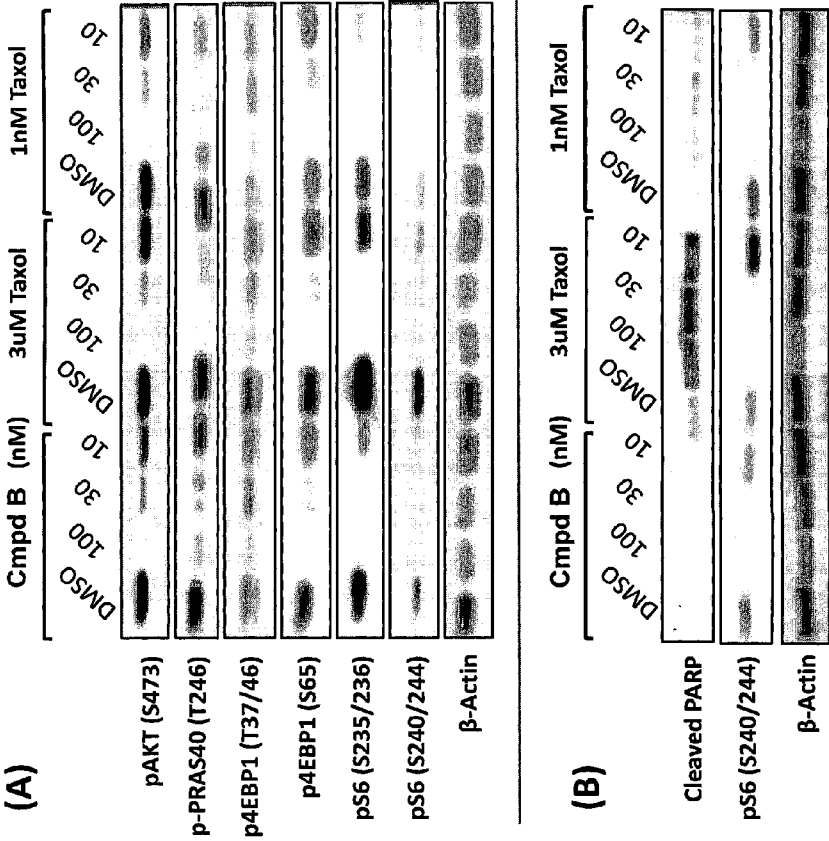 (A)
Cmpd B (nM) 3uM Taxol 1nM Taxol
DMSO 100 30 10 DMSO 100 30 10 DMSO 100 30 10
pAKT (S473)
p-PRAS40 (T246)
p4EBP1 (T37/46)
p4EBP1 (S65)
pS6 (S235/236)
pS6 (S240/244)
β-Actin
(B)
Cmpd B (nM) 3uM Taxol 1nM Taxol
DMSO 100 30 10 DMSO 100 30 10 DMSO 100 30 10
Cleaved PARP
pS6 (S240/244)
β-Actin